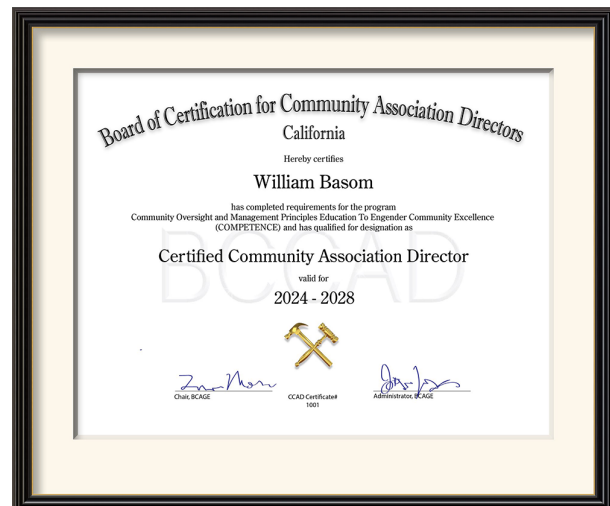 Board of Certification for Community Association Directors
California
Hereby certifies
William Basom
has completed requirements for the program
Community Oversight and Management Principles Education To Engender Community Excellence
(COMPETENCE) and has qualified for designation as
BCCAD
Certified Community Association Director
valid for
2024 - 2028
Chair, BCAGE
CCAD Certificate#
1001
Administrator, BCAGE